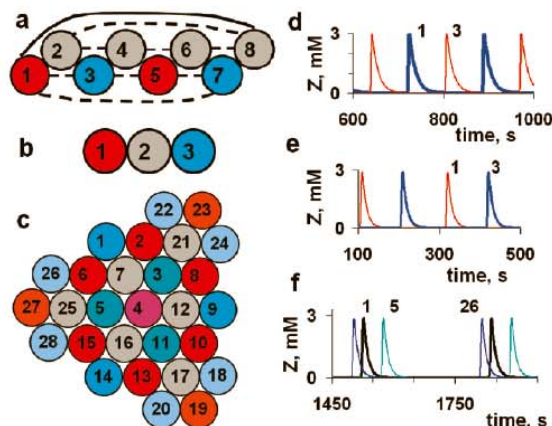 a
2 4 6 8
1 3 5 7
b
1 2 3
c
22 23
1 2 21 24
26 6 7 3 8
27 25 5 4 12 9
28 15 16 11 10
14 13 17 18
20 19
d
Z, mM
3
0
1 3
600 800 1000
time, s
e
Z, mM
3
0
1 3
100 300 500
time, s
f
Z, mM
3
0
1 5 26
1450 1750
time, s